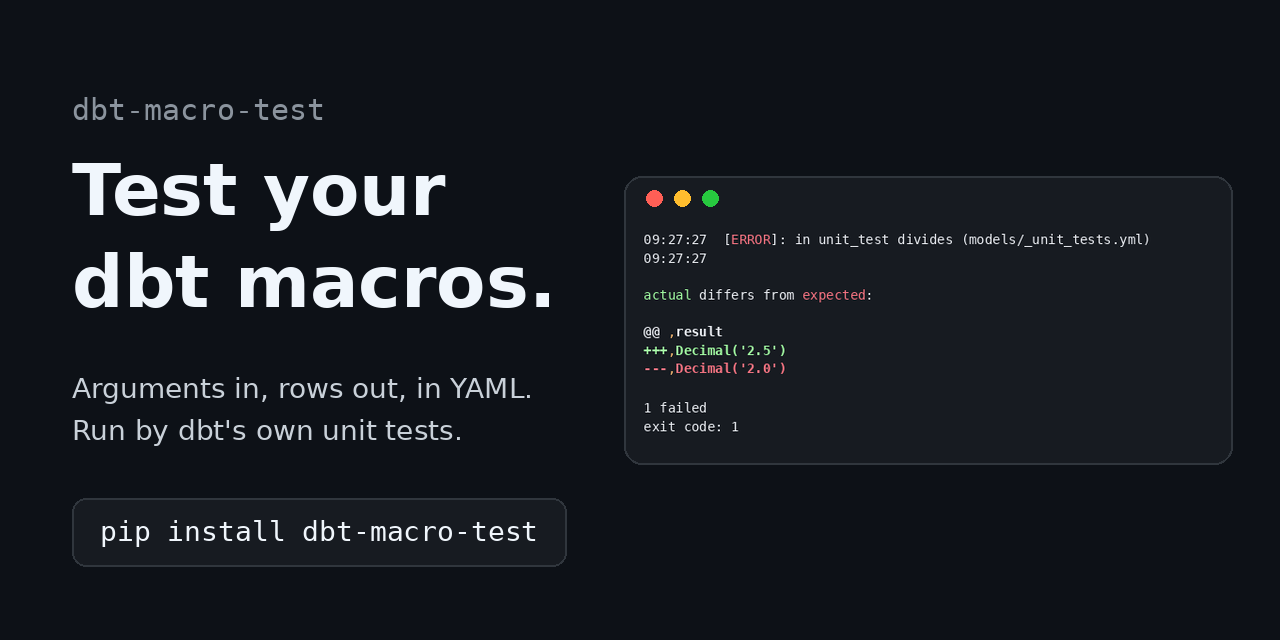 dbt-macro-test
Test your
dbt macros.
Arguments in, rows out, in YAML.
Run by dbt's own unit tests.
pip install dbt-macro-test
09:27:27  [ERROR]: in unit_test divides (models/_unit_tests.yml)
09:27:27
actual differs from expected:
@@ ,result
+++,Decimal('2.5')
---,Decimal('2.0')
1 failed
exit code: 1